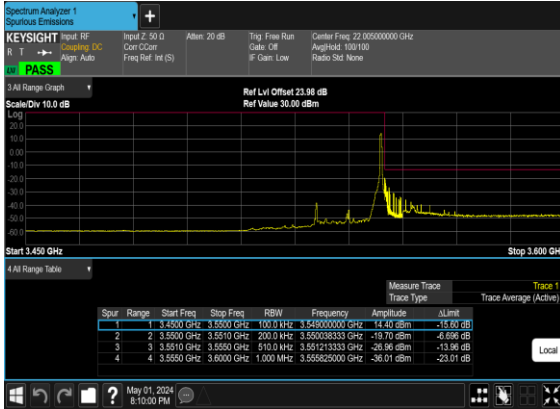 Spectrum Analyzer 1
Spurious Emissions
+
KEYSIGHT Input: RF Input Z: 50 Ω Atten: 20 dB Trig: Free Run Center Freq: 22.005000000 GHz
R T Coupling: DC Corr CCorr Gate: Off Avg|Hold: 100/100
Align: Auto Freq Ref: Int (S) IF Gain: Low Radio Std: None
PASS
3 All Range Graph
Ref Lvl Offset 23.98 dB
Scale/Div 10.0 dB Ref Value 30.00 dBm
Log
20.0
10.0
0.00
-10.0
-20.0
-30.0
-40.0
-50.0
-60.0
Start 3.450 GHz Stop 3.600 GH
4 All Range Table
Measure Trace Trace 1
Trace Type Trace Average (Active)
Spur Range Start Freq Stop Freq RBW Frequency Amplitude ΔLimit
1 1 3.4500 GHz 3.5500 GHz 100.0 kHz 3.549000000 GHz 14.40 dBm -15.60 dB
2 2 3.5500 GHz 3.5510 GHz 200.0 kHz 3.550038333 GHz -19.70 dBm -6.696 dB
3 3 3.5510 GHz 3.5550 GHz 510.0 kHz 3.551213333 GHz -26.96 dBm -13.96 dB
4 4 3.5550 GHz 3.6000 GHz 1.000 MHz 3.555825000 GHz -36.01 dBm -23.01 dB
Local
? May 01, 2024
8:10:00 PM